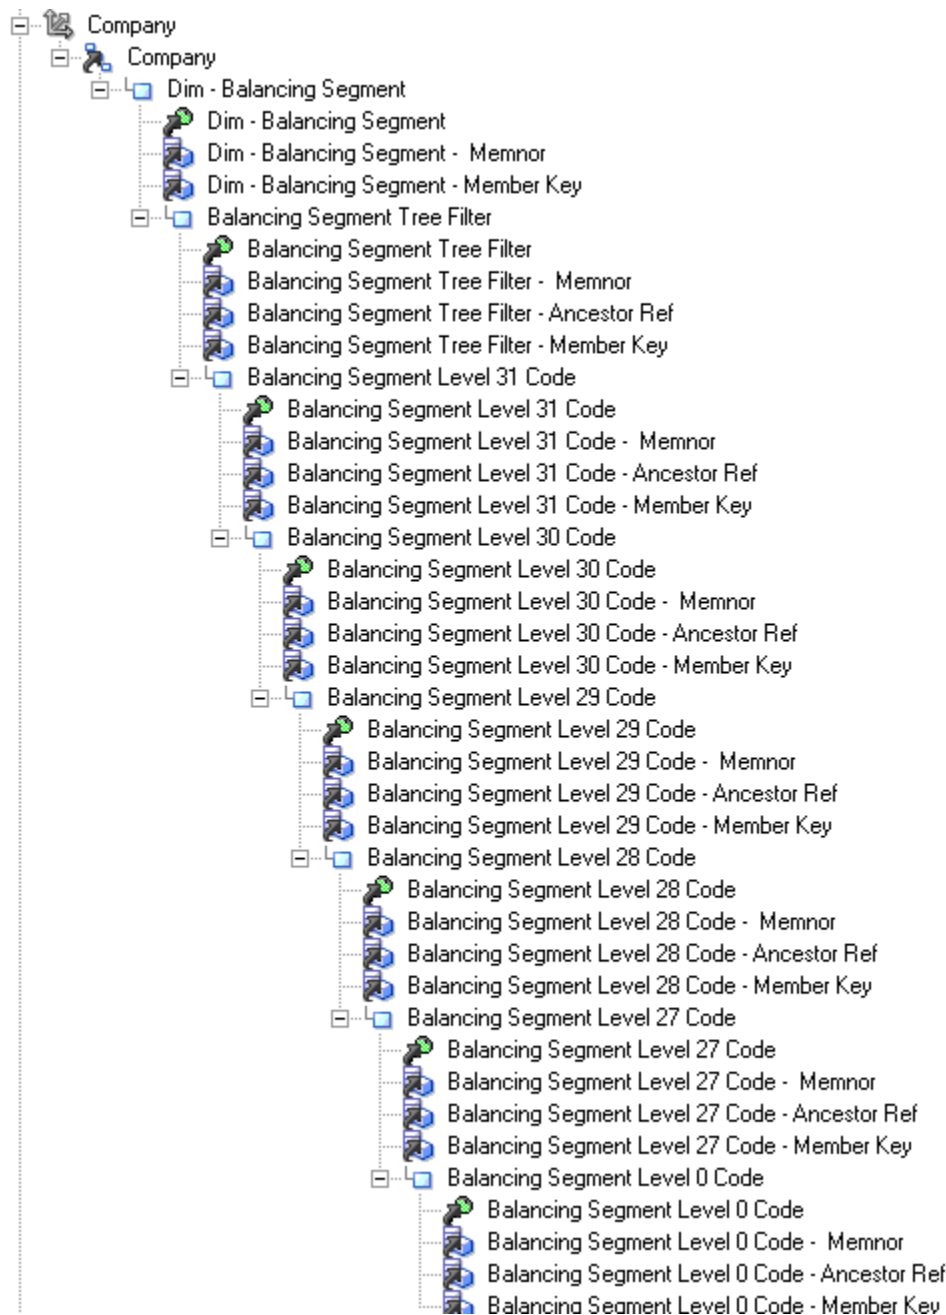 Company
Company
Dim - Balancing Segment
Dim - Balancing Segment
Dim - Balancing Segment -  Memnor
Dim - Balancing Segment - Member Key
Balancing Segment Tree Filter
Balancing Segment Tree Filter
Balancing Segment Tree Filter -  Memnor
Balancing Segment Tree Filter - Ancestor Ref
Balancing Segment Tree Filter - Member Key
Balancing Segment Level 31 Code
Balancing Segment Level 31 Code
Balancing Segment Level 31 Code -  Memnor
Balancing Segment Level 31 Code - Ancestor Ref
Balancing Segment Level 31 Code - Member Key
Balancing Segment Level 30 Code
Balancing Segment Level 30 Code
Balancing Segment Level 30 Code -  Memnor
Balancing Segment Level 30 Code - Ancestor Ref
Balancing Segment Level 30 Code - Member Key
Balancing Segment Level 29 Code
Balancing Segment Level 29 Code
Balancing Segment Level 29 Code -  Memnor
Balancing Segment Level 29 Code - Ancestor Ref
Balancing Segment Level 29 Code - Member Key
Balancing Segment Level 28 Code
Balancing Segment Level 28 Code
Balancing Segment Level 28 Code -  Memnor
Balancing Segment Level 28 Code - Ancestor Ref
Balancing Segment Level 28 Code - Member Key
Balancing Segment Level 27 Code
Balancing Segment Level 27 Code
Balancing Segment Level 27 Code -  Memnor
Balancing Segment Level 27 Code - Ancestor Ref
Balancing Segment Level 27 Code - Member Key
Balancing Segment Level 0 Code
Balancing Segment Level 0 Code
Balancing Segment Level 0 Code -  Memnor
Balancing Segment Level 0 Code - Ancestor Ref
Balancing Segment Level 0 Code - Member Key